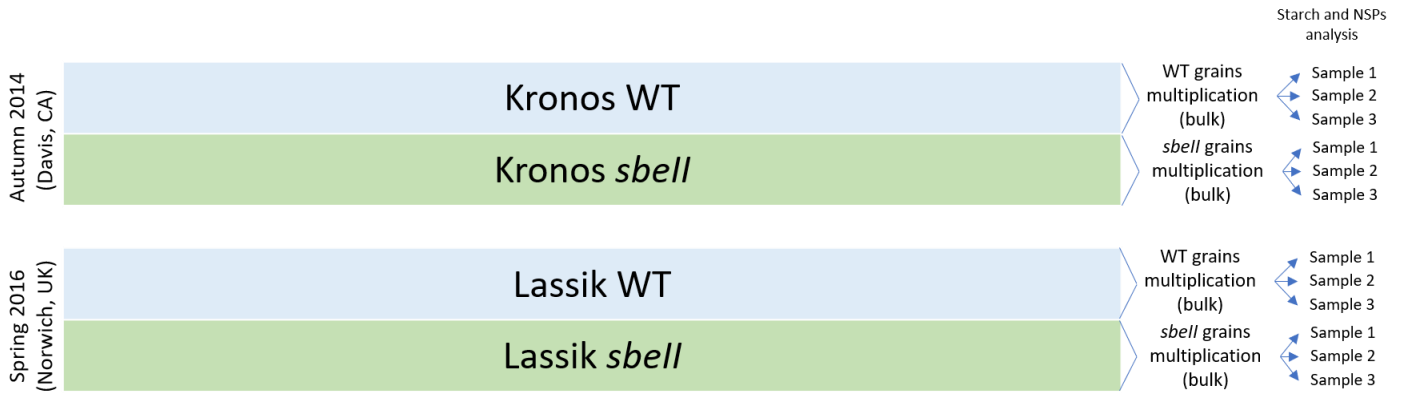 Starch and NSPs
analysis
Autumn 2014
(Davis, CA)
Kronos WT
WT grains
multiplication
(bulk)
Sample 1
Sample 2
Sample 3
Kronos sbeII
sbeII grains
multiplication
(bulk)
Sample 1
Sample 2
Sample 3
Spring 2016
(Norwich, UK)
Lassik WT
WT grains
multiplication
(bulk)
Sample 1
Sample 2
Sample 3
Lassik sbeII
sbeII grains
multiplication
(bulk)
Sample 1
Sample 2
Sample 3